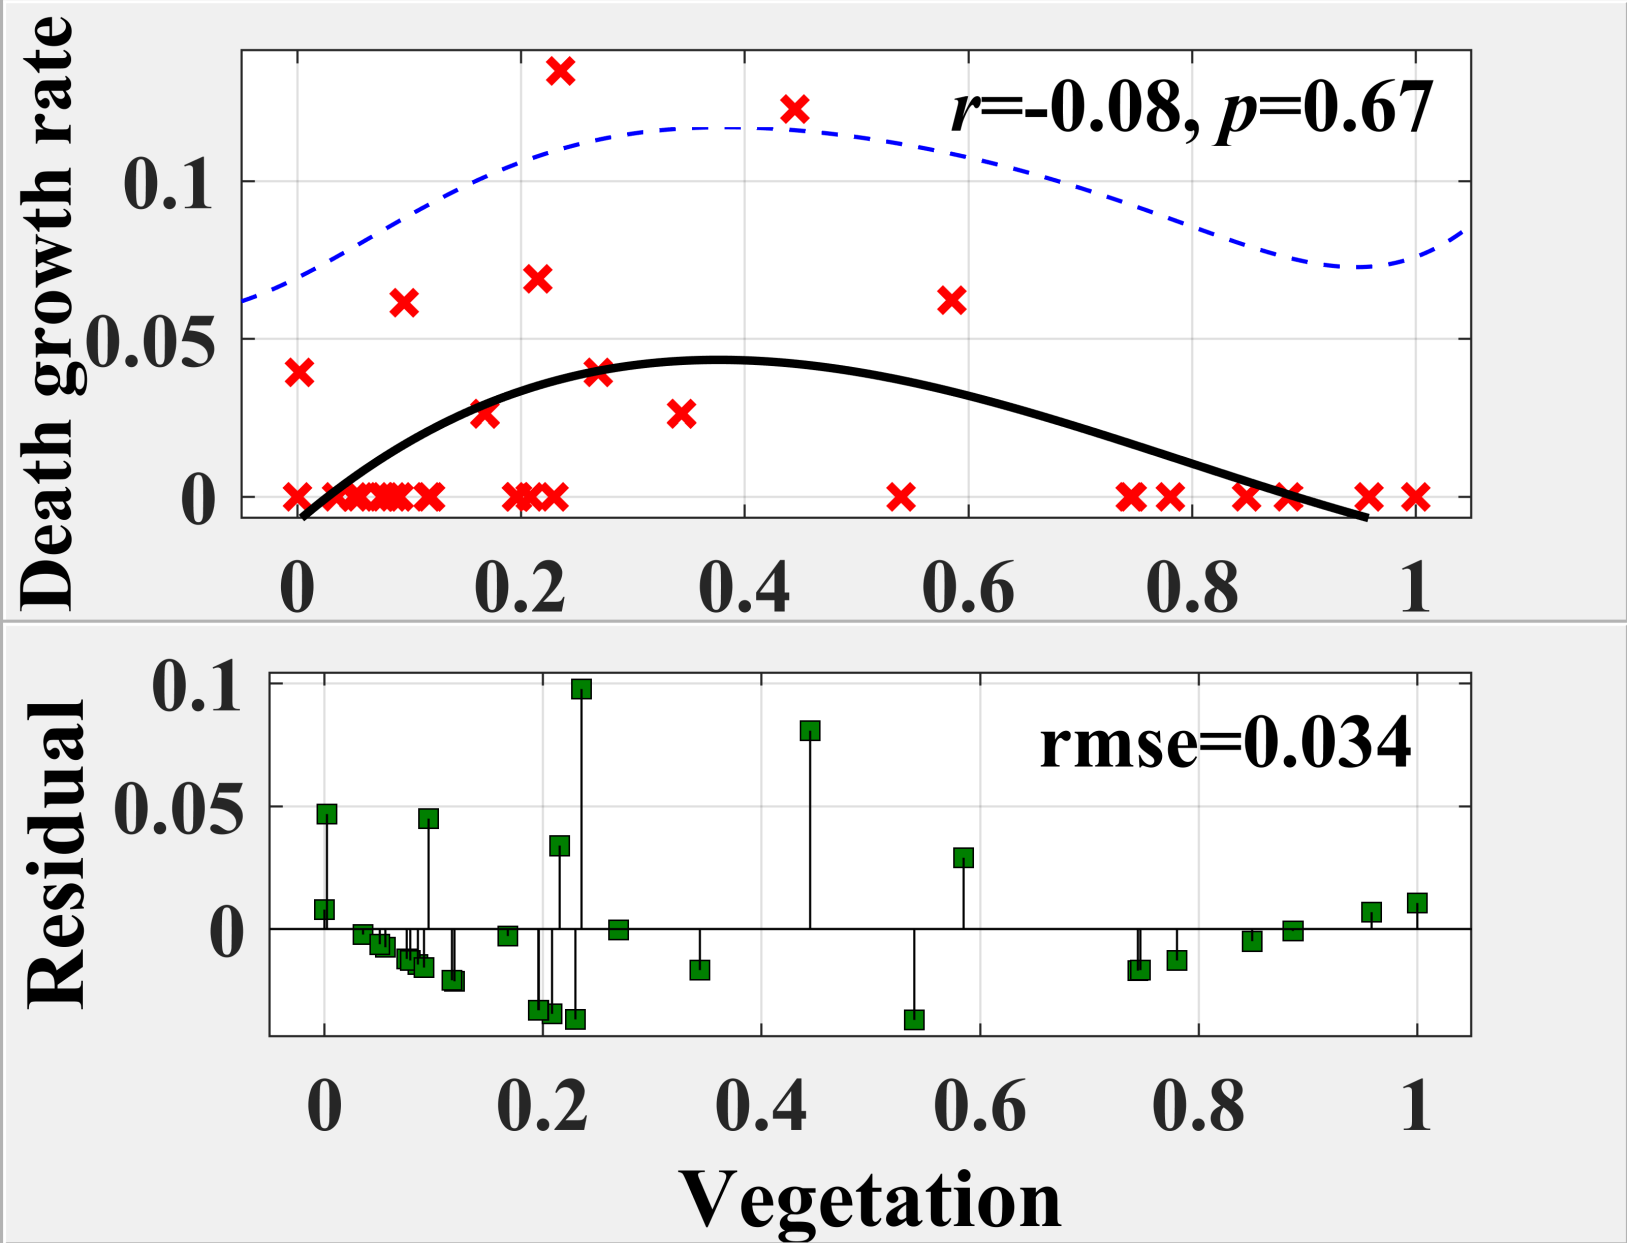 Death growth rate
r=-0.08, p=0.67
0.1
0.05
0
0 0.2 0.4 0.6 0.8 1
Residual
rmse=0.034
0.1
0.05
0
0 0.2 0.4 0.6 0.8 1
Vegetation